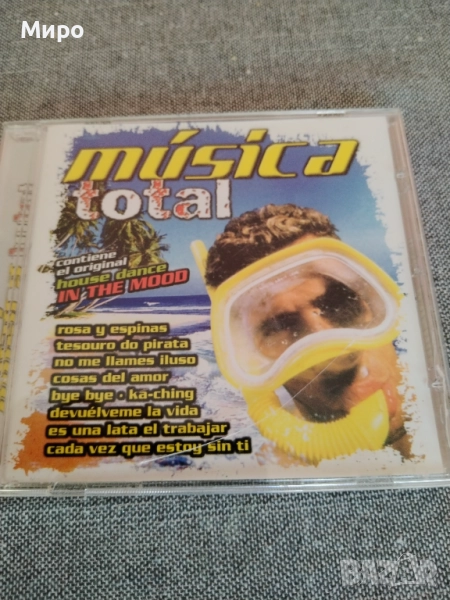 Миро
música
total
contiene
el original
house dance
IN THE MOOD
rosa y espinas
tesouro do pirata
no me llames iluso
cosas del amor
bye bye • ka-ching
devuélveme la vida
es una lata el trabajar
cada vez que estoy sin ti
BAZAR